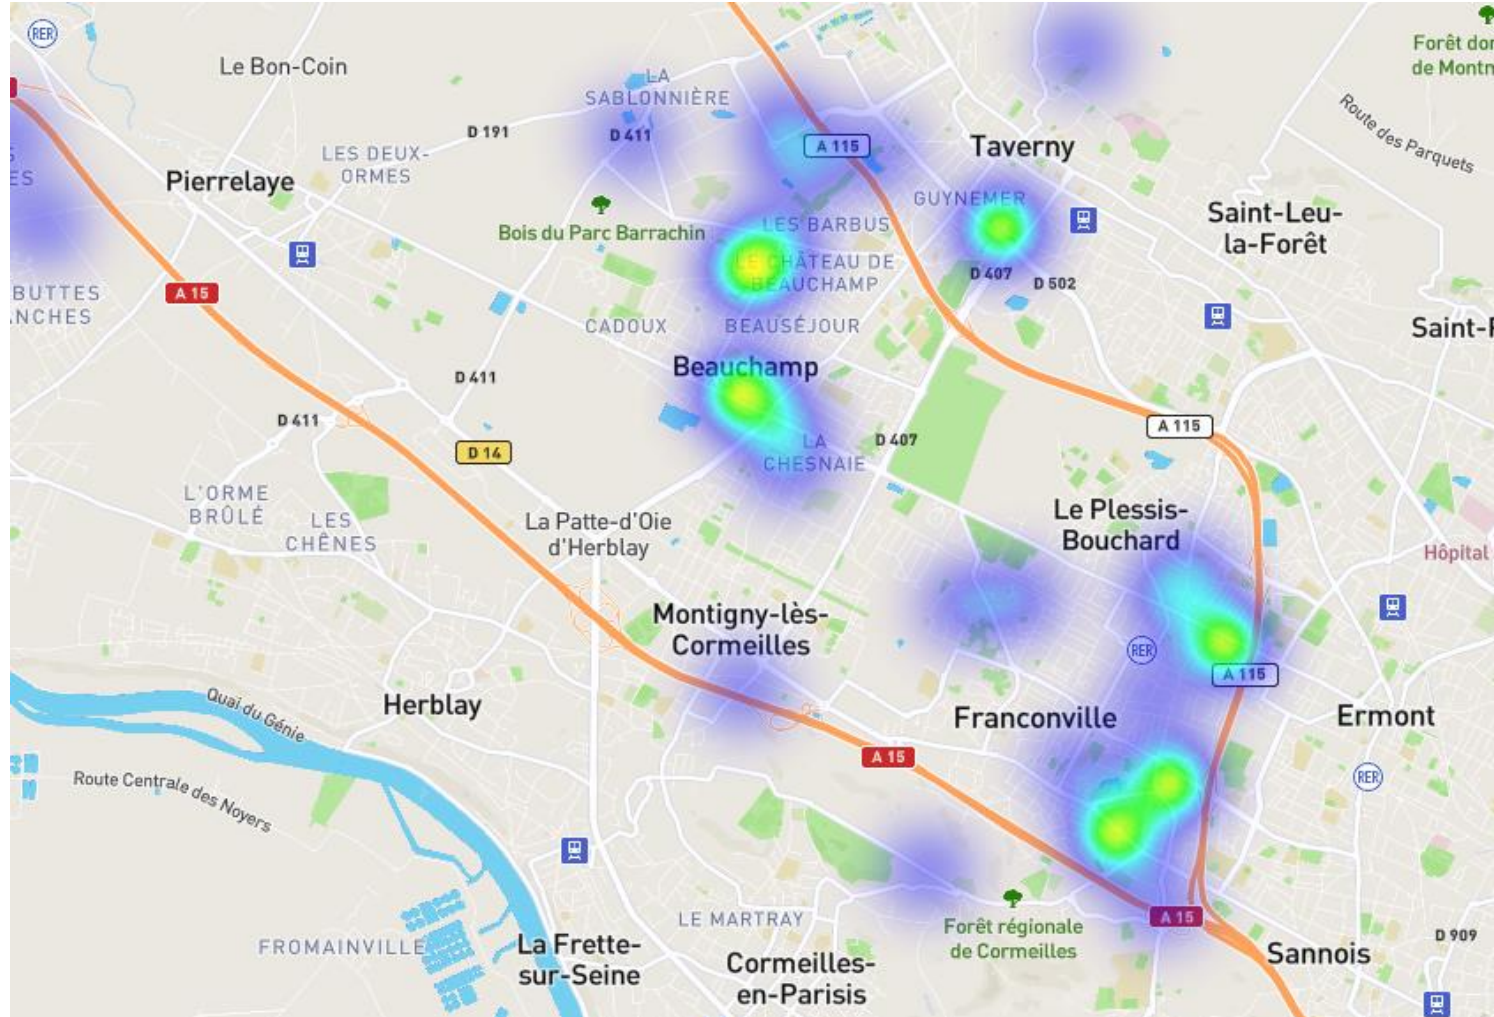 RER
Le Bon-Coin
Forêt dor
de Montn
LA
SABLONNIÈRE
D 191
D 411
A 115
Taverny
Route des Parquets
LES DEUX-
ORMES
Pierrelaye
ES
GUYNEMER
Saint-Leu-
la-Forêt
Bois du Parc Barrachin
LES BARBUS
LE CHÂTEAU DE
BEAUCHAMP
D 407
D 502
BUTTES
NCHES
A 15
CADOUX
BEAUSÉJOUR
Saint-P
Beauchamp
D 411
D 411
A 115
D 14
LA
CHESNAIE
D 407
L'ORME
BRÛLÉ
LES
CHÊNES
La Patte-d'Oie
d'Herblay
Le Plessis-
Bouchard
Hôpital
Montigny-lès-
Cormeilles
RER
A 115
Herblay
Quai du Génie
Franconville
Ermont
A 15
Route Centrale des Noyers
RER
LE MARTRAY
Forêt régionale
de Cormeilles
A 15
D 909
FROMAINVILLE
La Frette-
sur-Seine
Cormeilles-
en-Parisis
Sannois